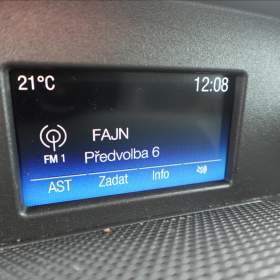 21°C 12:08
FAJN
FM 1 Předvolba 6
AST Zadat Info